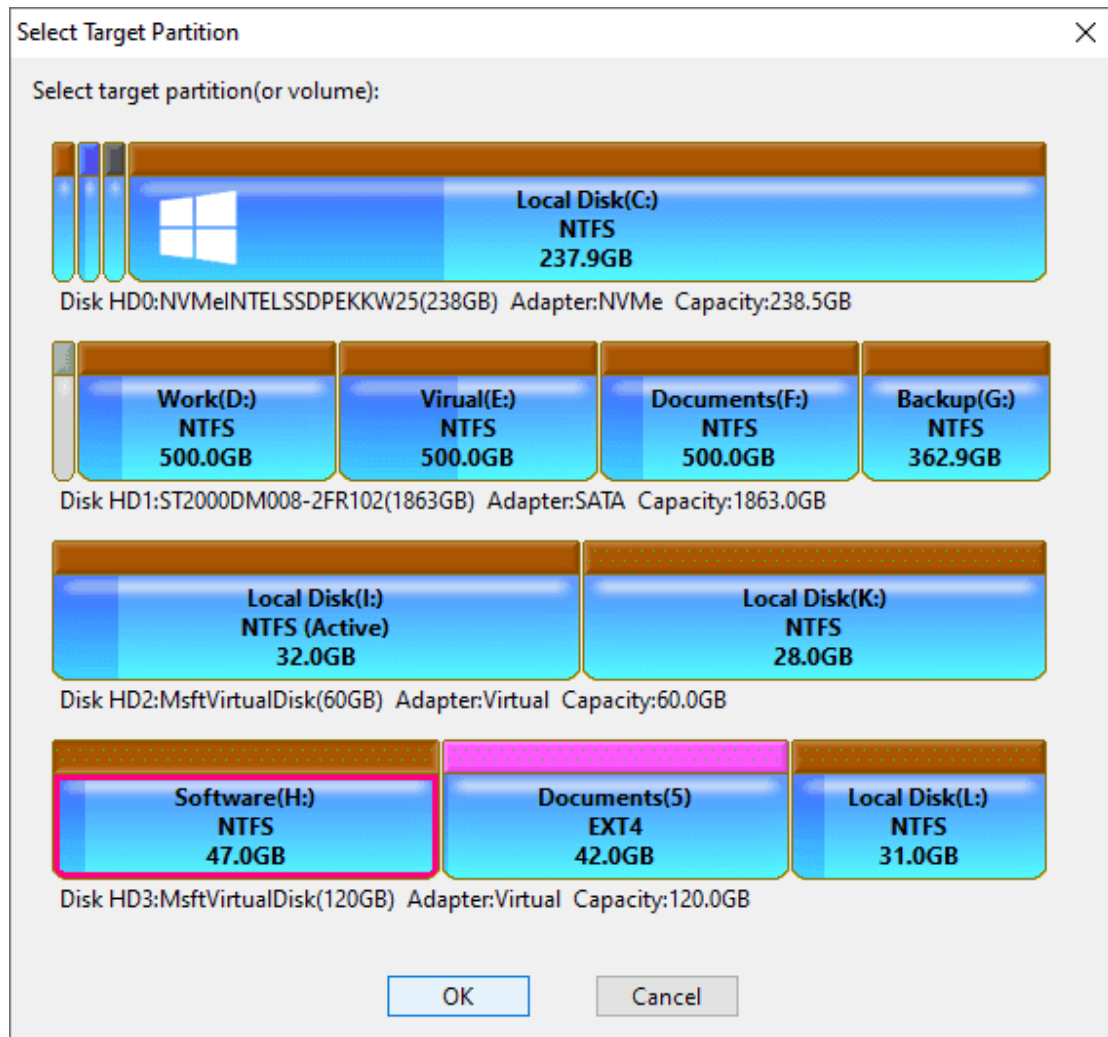 Select Target Partition
Select target partition(or volume):
Local Disk(C:)
NTFS
237.9GB
Disk HD0:NVMeINTELSSDPEKKW25(238GB) Adapter:NVMe Capacity:238.5GB
Work(D:)
NTFS
500.0GB
Virual(E:)
NTFS
500.0GB
Documents(F:)
NTFS
500.0GB
Backup(G:)
NTFS
362.9GB
Disk HD1:ST2000DM008-2FR102(1863GB) Adapter:SATA Capacity:1863.0GB
Local Disk(I:)
NTFS (Active)
32.0GB
Local Disk(K:)
NTFS
28.0GB
Disk HD2:MsftVirtualDisk(60GB) Adapter:Virtual Capacity:60.0GB
Software(H:)
NTFS
47.0GB
Documents(5)
EXT4
42.0GB
Local Disk(L:)
NTFS
31.0GB
Disk HD3:MsftVirtualDisk(120GB) Adapter:Virtual Capacity:120.0GB
OK
Cancel